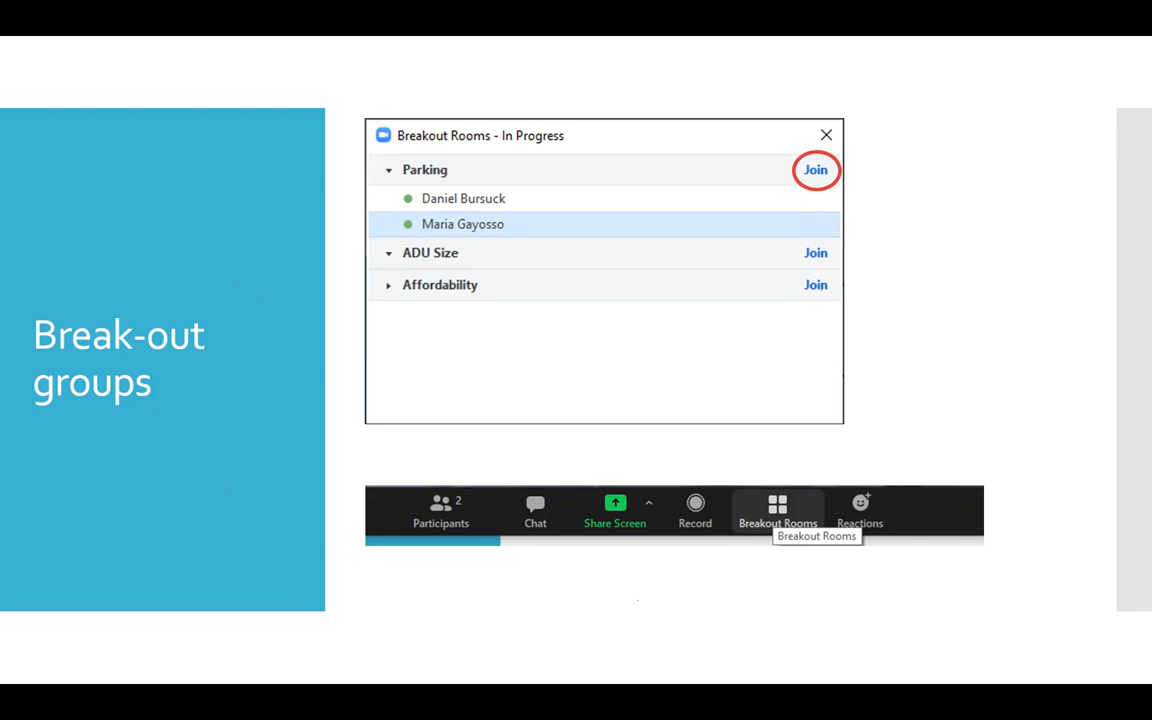 Break-out
groups
Breakout Rooms - In Progress
Parking Join
Daniel Bursuck
Maria Gayosso
ADU Size Join
Affordability Join
2
Participants Chat Share Screen Record Breakout Rooms Reactions
Breakout Rooms